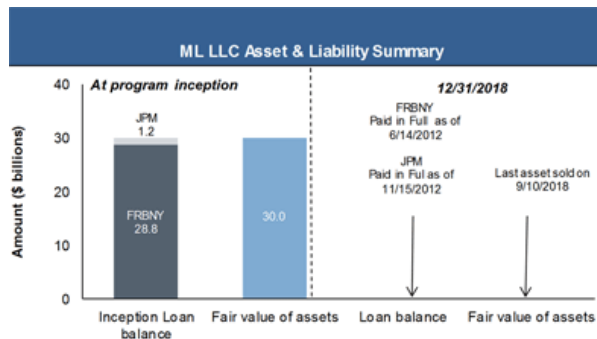 ML LLC Asset & Liability Summary
Amount ($ billions)
40
30
20
10
0
At program inception
12/31/2018
JPM
1.2
FRBNY
28.8
30.0
FRBNY
Paid in Full as of
6/14/2012
JPM
Paid in Ful as of
11/15/2012
Last asset sold on
9/10/2018
Inception Loan
balance
Fair value of assets
Loan balance
Fair value of assets